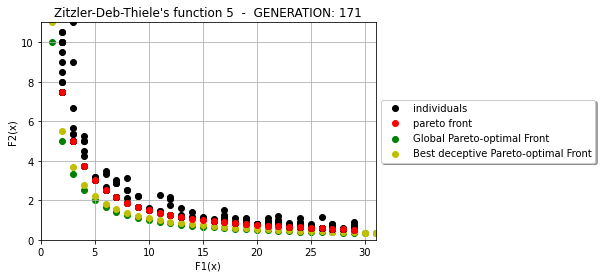 Zitzler-Deb-Thiele's function 5 - GENERATION: 171
F2(x)
10
8
6
4
2
0
0 5 10 15 20 25 30
F1(x)
individuals
pareto front
Global Pareto-optimal Front
Best deceptive Pareto-optimal Front